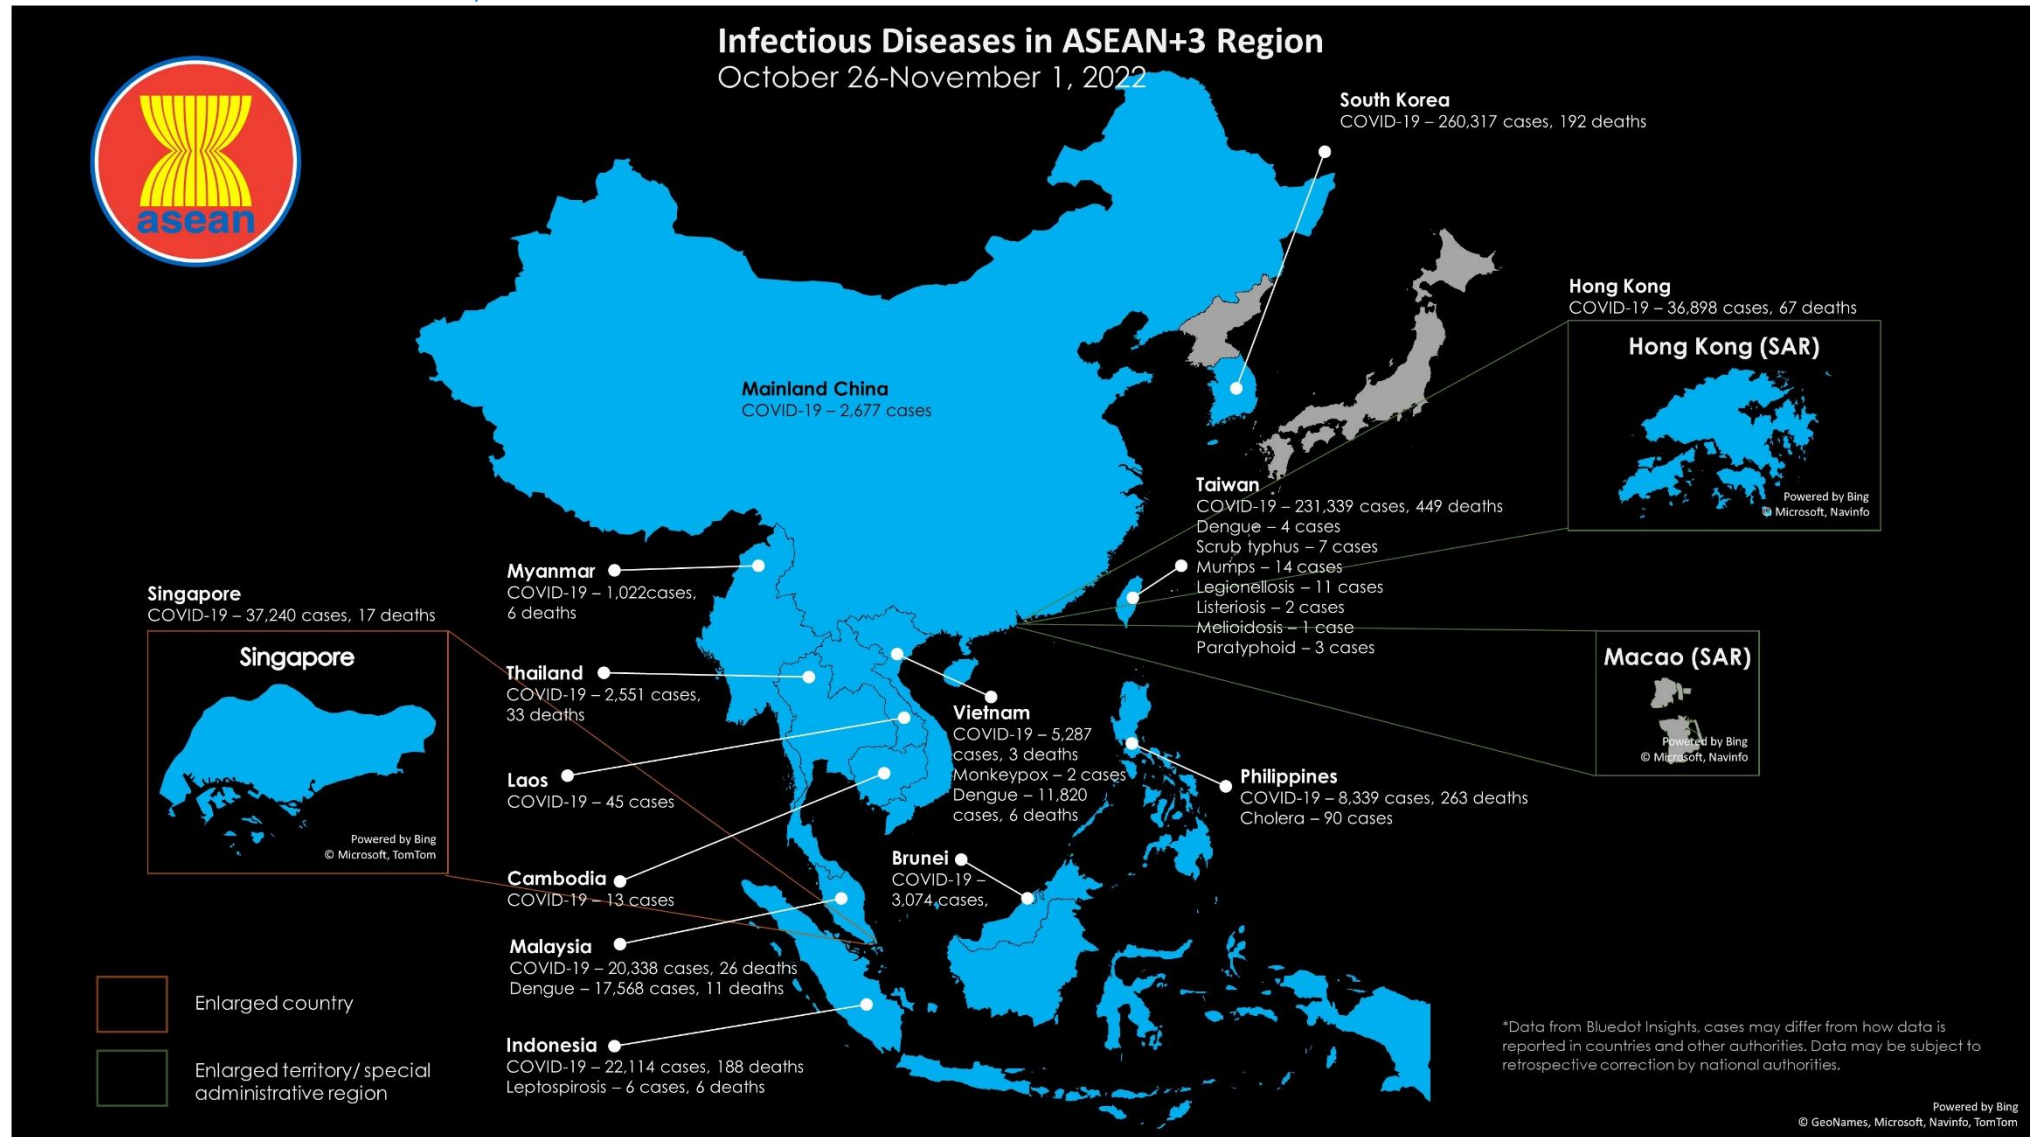 Infectious Diseases in ASEAN+3 Region
October 26-November 1, 2022
asean
South Korea
COVID-19 – 260,317 cases, 192 deaths
Hong Kong
COVID-19 – 36,898 cases, 67 deaths
Hong Kong (SAR)
Powered by Bing
© Microsoft, Navinfo
Mainland China
COVID-19 – 2,677 cases
Taiwan
COVID-19 – 231,339 cases, 449 deaths
Dengue – 4 cases
Scrub typhus – 7 cases
Mumps – 14 cases
Legionellosis – 11 cases
Listeriosis – 2 cases
Melioidosis – 1 case
Paratyphoid – 3 cases
Myanmar
COVID-19 – 1,022cases,
6 deaths
Singapore
COVID-19 – 37,240 cases, 17 deaths
Singapore
Powered by Bing
© Microsoft, TomTom
Macao (SAR)
Powered by Bing
© Microsoft, Navinfo
Thailand
COVID-19 – 2,551 cases,
33 deaths
Vietnam
COVID-19 – 5,287
cases, 3 deaths
Monkeypox – 2 cases
Dengue – 11,820
cases, 6 deaths
Laos
COVID-19 – 45 cases
Philippines
COVID-19 – 8,339 cases, 263 deaths
Cholera – 90 cases
Cambodia
COVID-19 – 13 cases
Brunei
COVID-19 –
3,074 cases,
Malaysia
COVID-19 – 20,338 cases, 26 deaths
Dengue – 17,568 cases, 11 deaths
Indonesia
COVID-19 – 22,114 cases, 188 deaths
Leptospirosis – 6 cases, 6 deaths
Enlarged country
Enlarged territory/ special
administrative region
*Data from Bluedot Insights, cases may differ from how data is
reported in countries and other authorities. Data may be subject to
retrospective correction by national authorities.
Powered by Bing
© GeoNames, Microsoft, Navinfo, TomTom